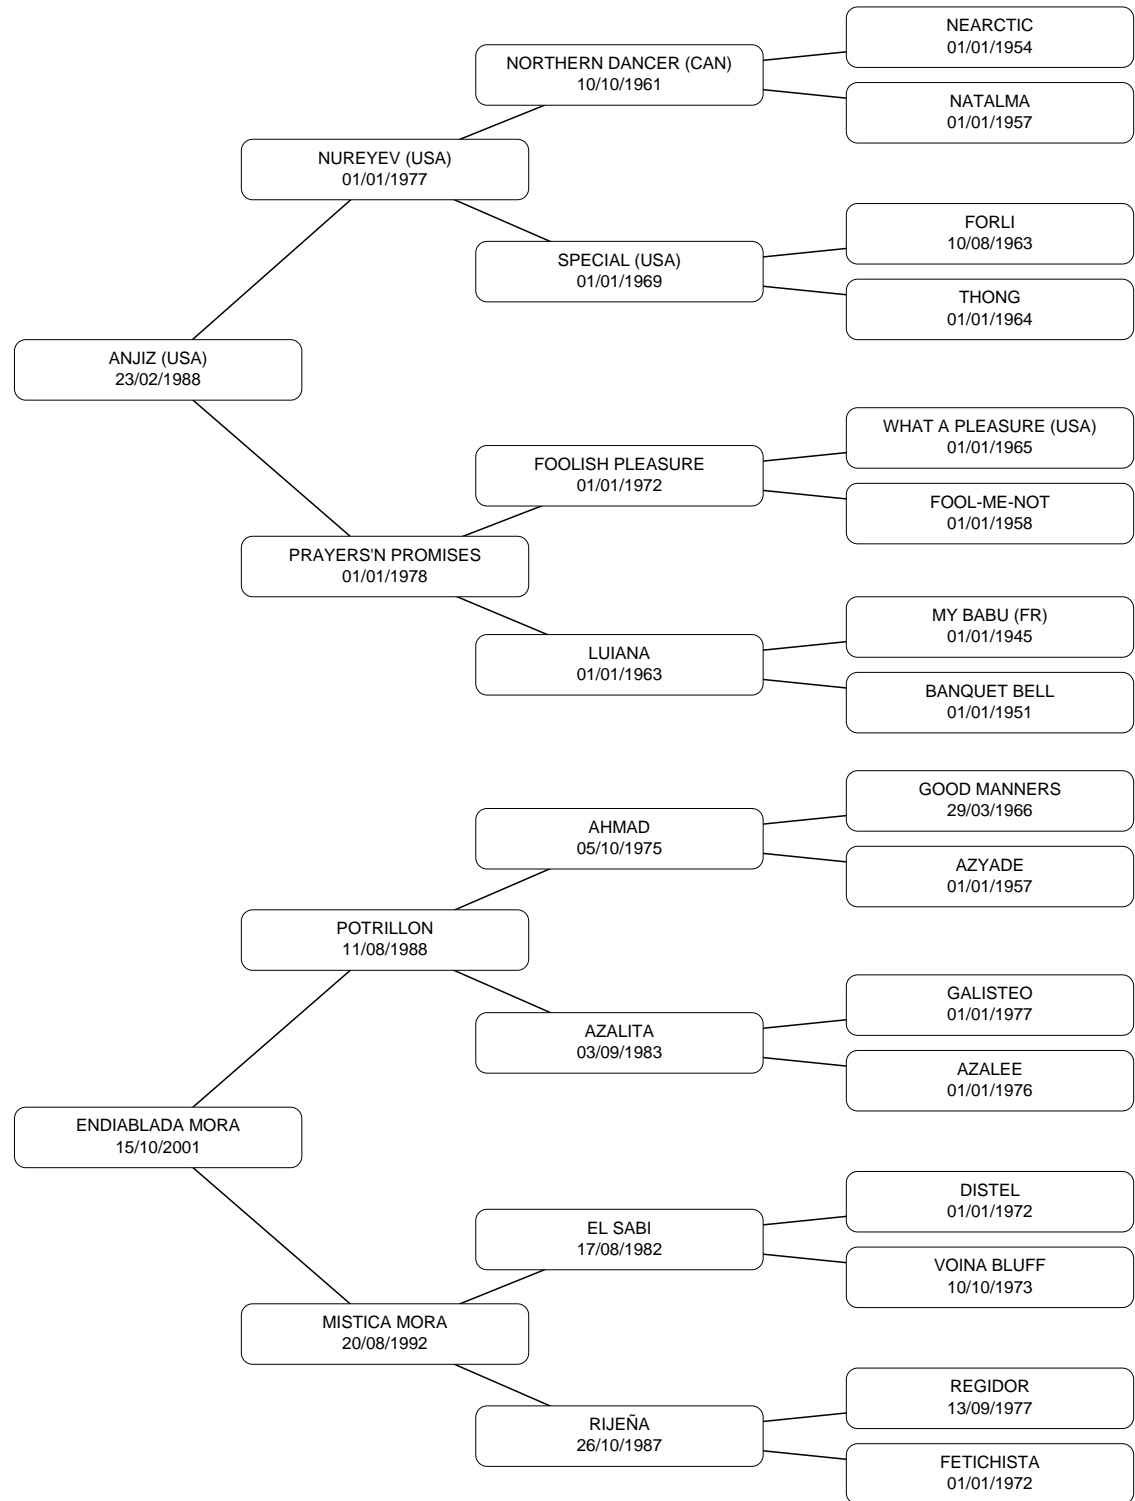 NEARCTIC
01/01/1954
NORTHERN DANCER (CAN)
10/10/1961
NATALMA
01/01/1957
NUREYEV (USA)
01/01/1977
FORLI
10/08/1963
SPECIAL (USA)
01/01/1969
THONG
01/01/1964
ANJIZ (USA)
23/02/1988
WHAT A PLEASURE (USA)
01/01/1965
FOOLISH PLEASURE
01/01/1972
FOOL-ME-NOT
01/01/1958
PRAYERS'N PROMISES
01/01/1978
MY BABU (FR)
01/01/1945
LUIANA
01/01/1963
BANQUET BELL
01/01/1951
GOOD MANNERS
29/03/1966
AHMAD
05/10/1975
AZYADE
01/01/1957
POTRILLON
11/08/1988
GALISTEO
01/01/1977
AZALITA
03/09/1983
AZALEE
01/01/1976
ENDIABLADA MORA
15/10/2001
DISTEL
01/01/1972
EL SABI
17/08/1982
VOINA BLUFF
10/10/1973
MISTICA MORA
20/08/1992
REGIDOR
13/09/1977
RIJEÑA
26/10/1987
FETICHISTA
01/01/1972